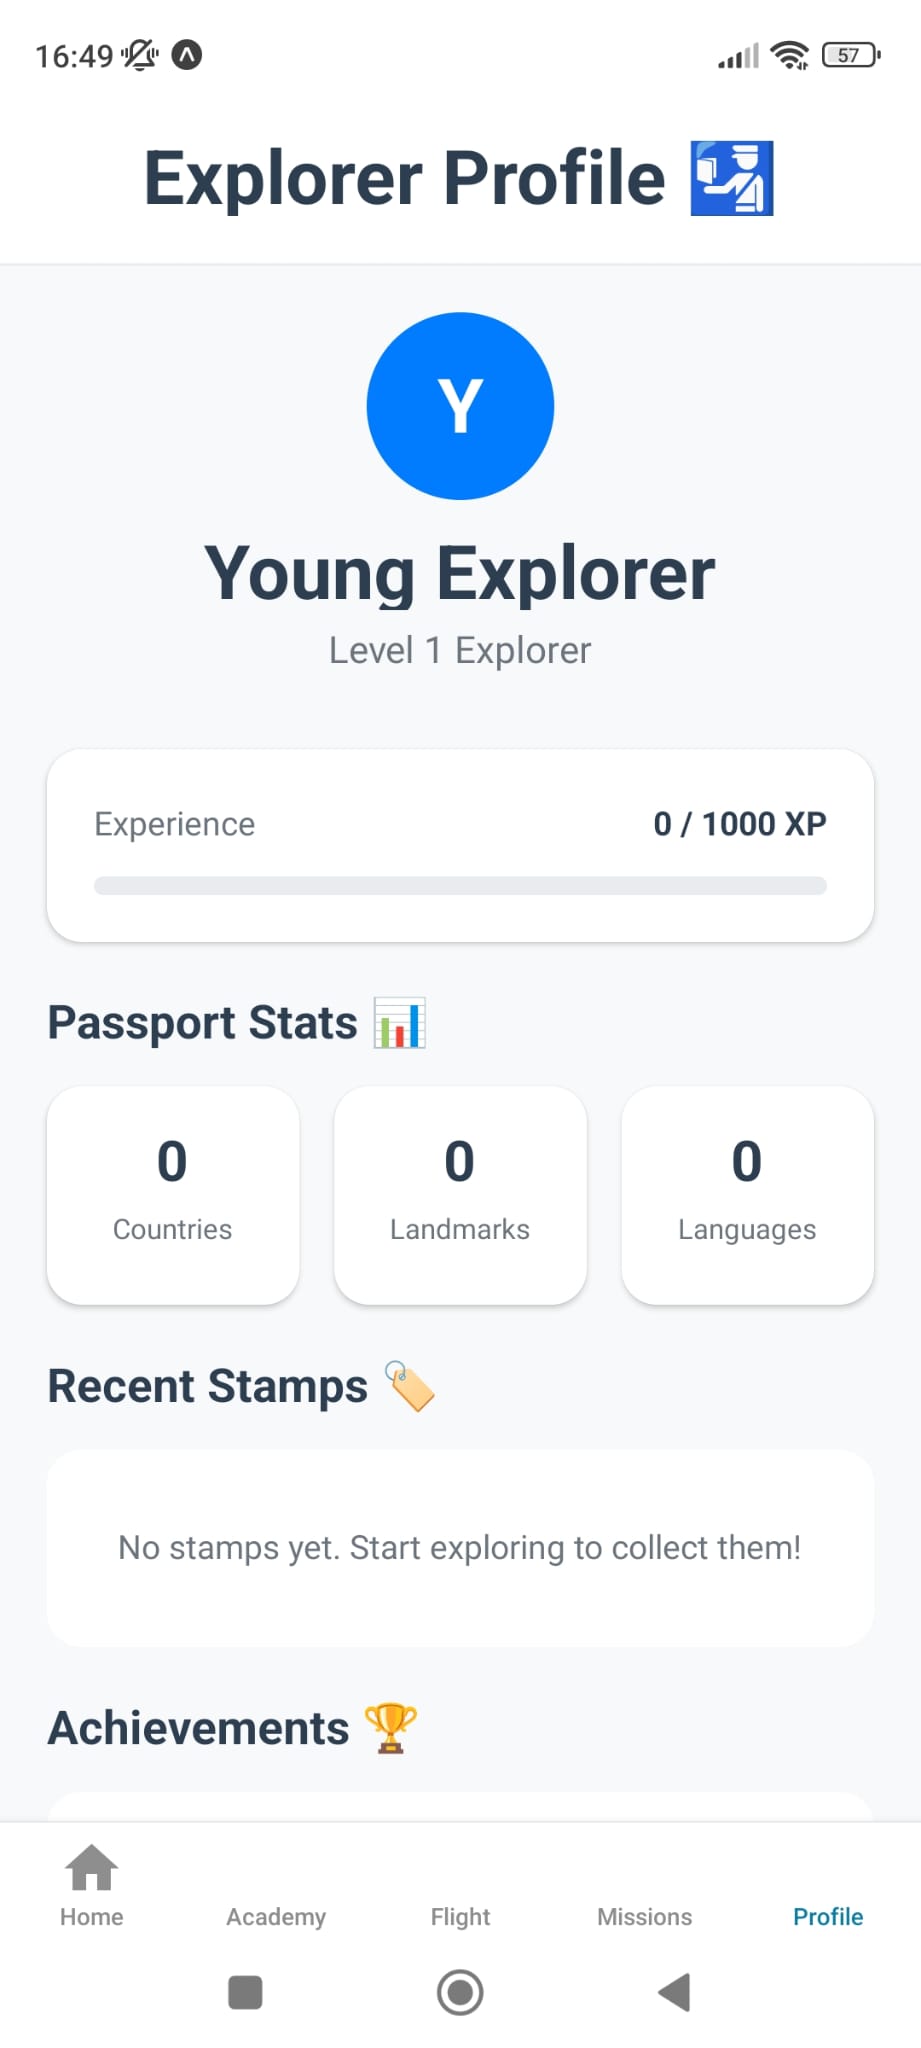 16:49
57
Explorer Profile 🛂
Y
Young Explorer
Level 1 Explorer
Experience 0 / 1000 XP
Passport Stats 📊
0 0 0
Countries Landmarks Languages
Recent Stamps 🏷️
No stamps yet. Start exploring to collect them!
Achievements 🏆
Home Academy Flight Missions Profile